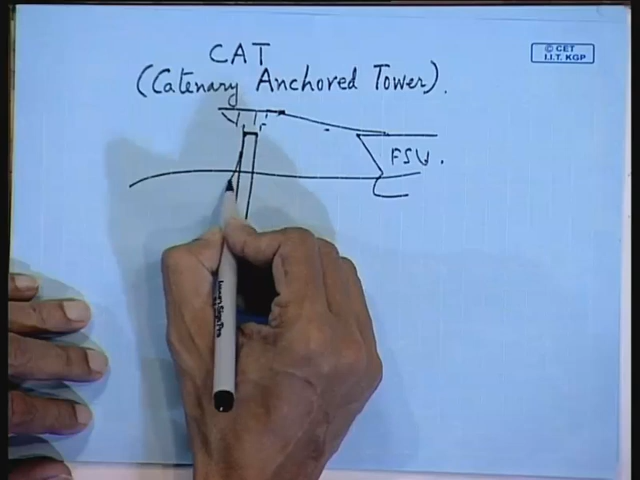 CAT
© CET
I.I.T. KGP
(Catenary Anchored Tower).
FSU.